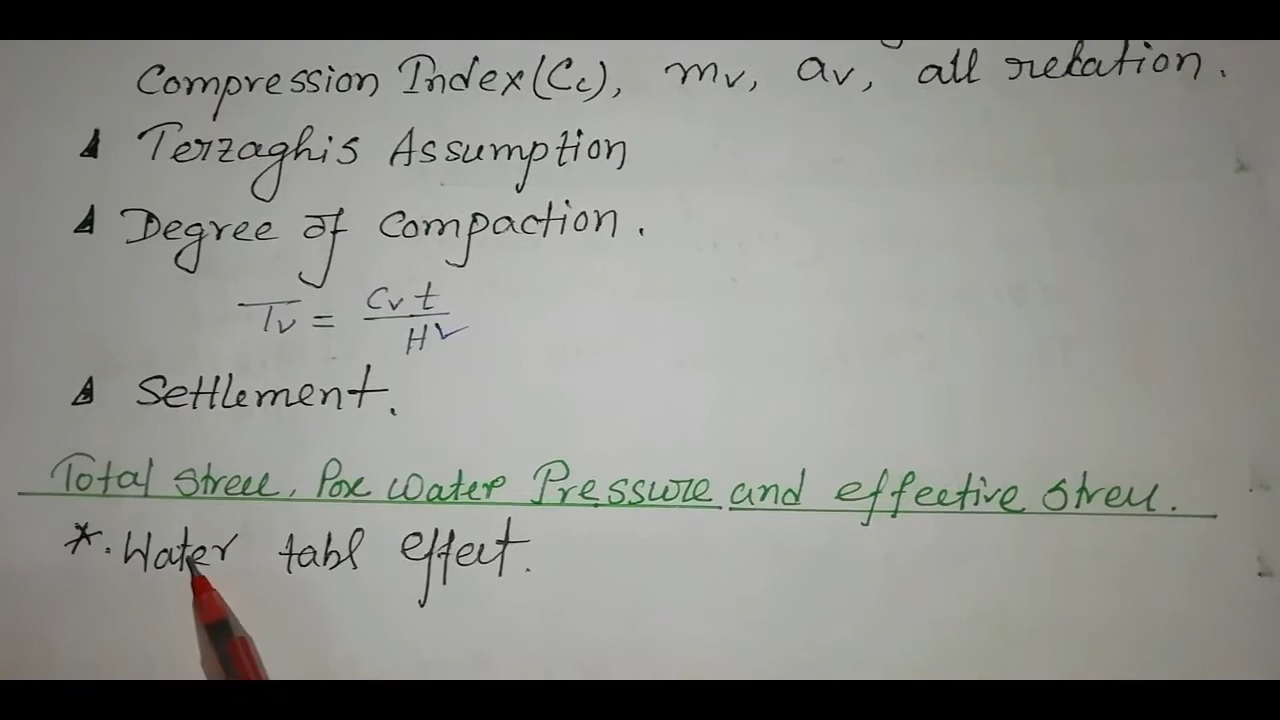 Compression Index (Cc), mv, av, all relation.
Terzaghis Assumption
Degree of Compaction.
Tv = Cv t / H²
Settlement.
Total Stress, Pore Water Pressure and effective stress.
*. Water tabl effect.